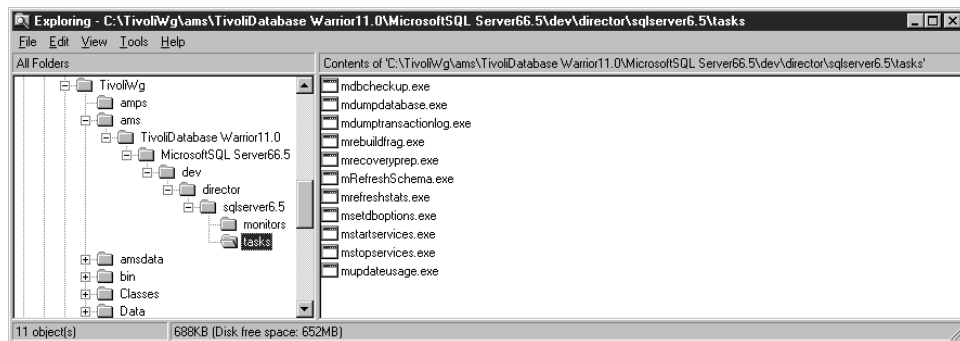 Exploring - C:\TivoliWg\ams\TivoliDatabase Warrior11.0\MicrosoftSQL Server66.5\dev\director\sqlserver6.5\tasks
File Edit View Tools Help
All Folders
Contents of 'C:\TivoliWg\ams\TivoliDatabase Warrior11.0\MicrosoftSQL Server66.5\dev\director\sqlserver6.5\tasks'
TivoliWg
amps
ams
TivoliDatabase Warrior11.0
MicrosoftSQL Server66.5
dev
director
sqlserver6.5
monitors
tasks
amsdata
bin
Classes
Data
mdbcheckup.exe
mdumpdatabase.exe
mdumptransactionlog.exe
mrebuildfrag.exe
mrecoveryprep.exe
mRefreshSchema.exe
mrefreshstats.exe
msetdboptions.exe
mstartservices.exe
mstopservices.exe
mupdateusage.exe
11 object(s)
688KB (Disk free space: 652MB)